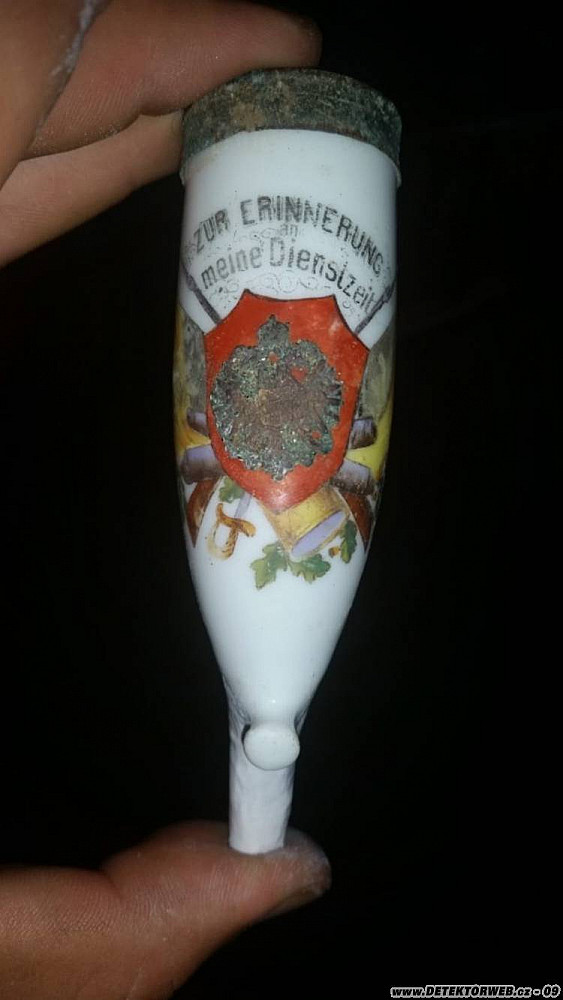 ZUR ERINNERUNG
an
meine Dienstzeit
www.DETEKTORWEB.cz - 09